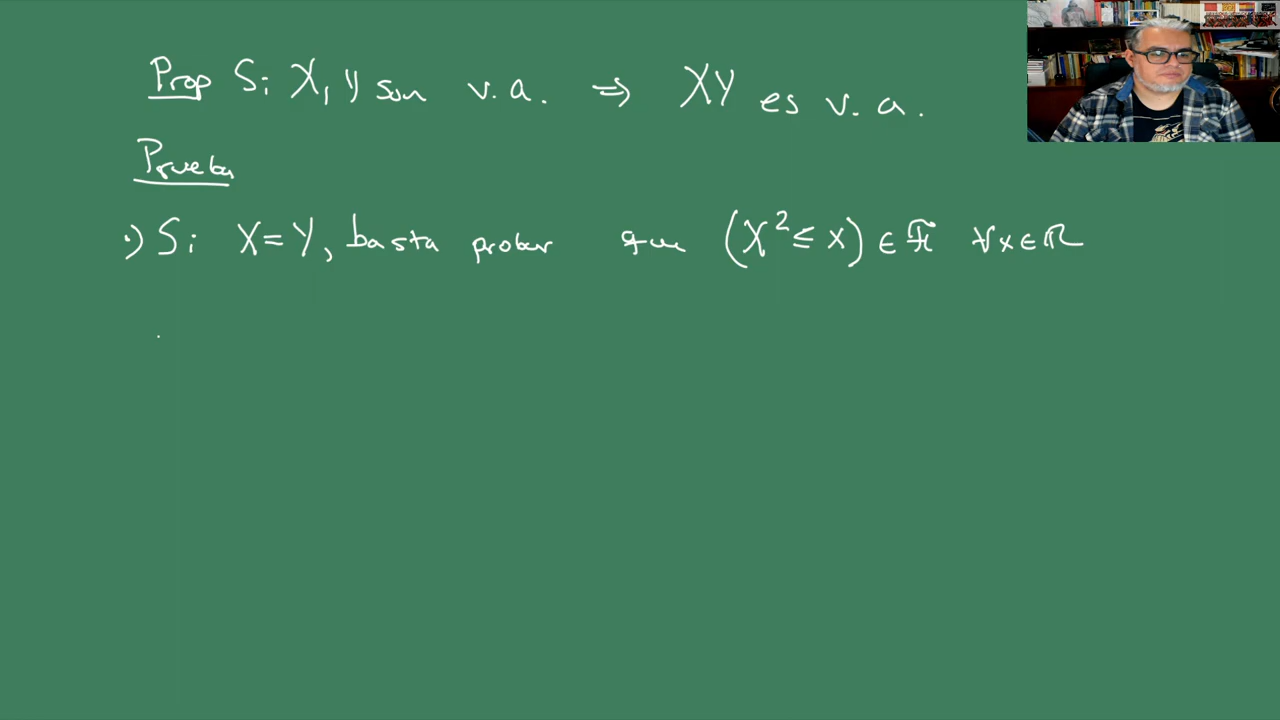 Prop Si X, Y son v.a. ⇒ XY es v.a.
Prueba
·) Si X=Y, basta probar que (X² ≤ x) ∈ ℱ ∀x∈ℝ